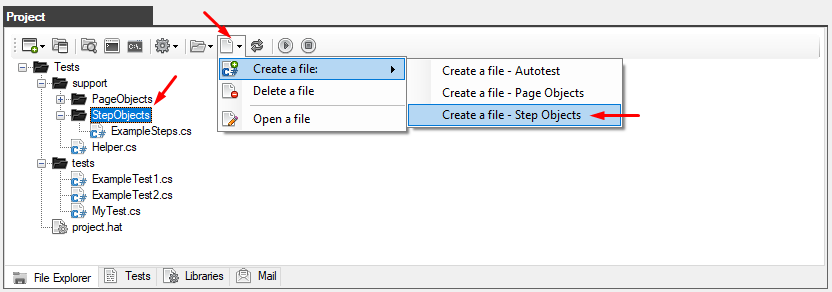 Project
Tests
support
PageObjects
StepObjects
ExampleSteps.cs
Helper.cs
tests
ExampleTest1.cs
ExampleTest2.cs
MyTest.cs
project.hat
Create a file:
Delete a file
Open a file
Create a file - Autotest
Create a file - Page Objects
Create a file - Step Objects
File Explorer
Tests
Libraries
Mail